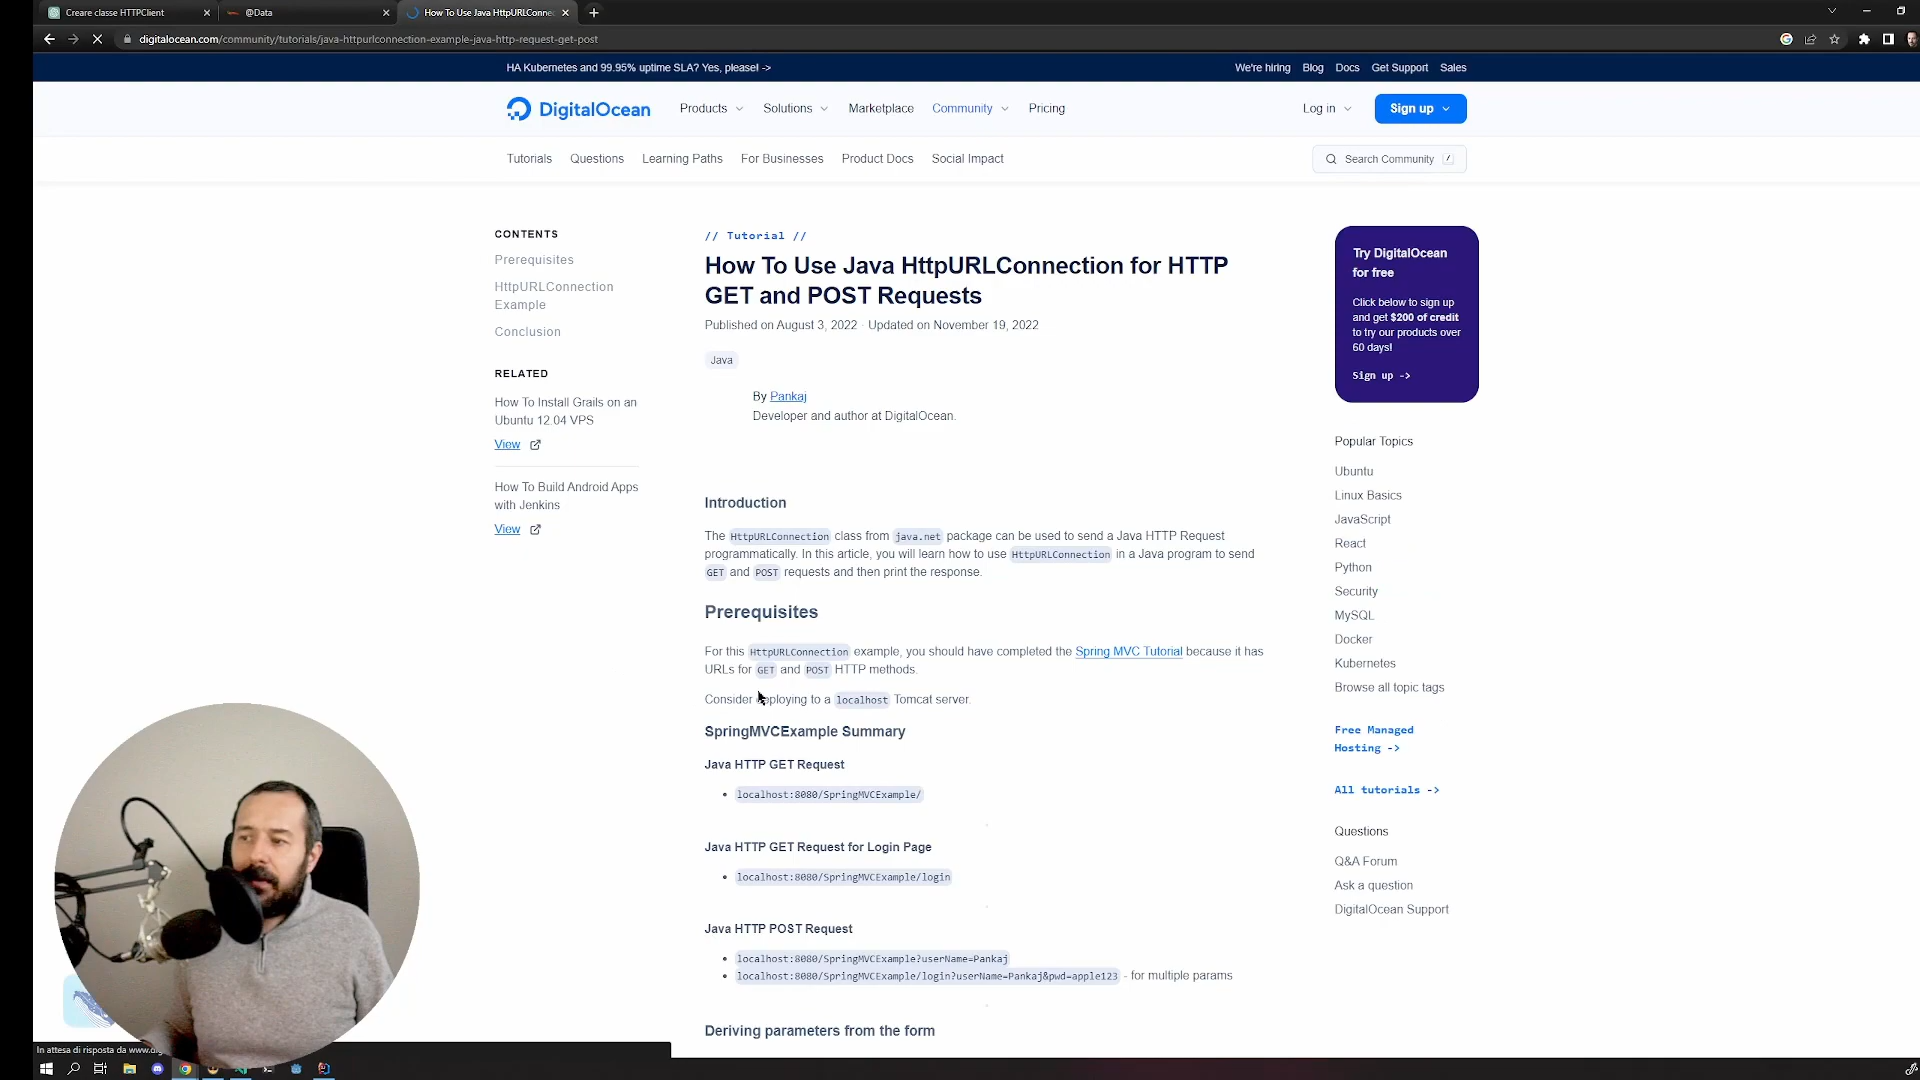 Creare classe HTTPClient
@Data
How To Use Java HttpURLConnec
digitalocean.com/community/tutorials/java-httpurlconnection-example-java-http-request-get-post
HA Kubernetes and 99.95% uptime SLA? Yes, please! ->
We're hiring Blog Docs Get Support Sales
DigitalOcean Products Solutions Marketplace Community Pricing Log in Sign up
Tutorials Questions Learning Paths For Businesses Product Docs Social Impact Search Community /
CONTENTS
Prerequisites
HttpURLConnection
Example
Conclusion
RELATED
How To Install Grails on an
Ubuntu 12.04 VPS
View
How To Build Android Apps
with Jenkins
View
// Tutorial //
How To Use Java HttpURLConnection for HTTP
GET and POST Requests
Published on August 3, 2022 · Updated on November 19, 2022
Java
By Pankaj
Developer and author at DigitalOcean.
Introduction
The HttpURLConnection class from java.net package can be used to send a Java HTTP Request
programmatically. In this article, you will learn how to use HttpURLConnection in a Java program to send
GET and POST requests and then print the response.
Prerequisites
For this HttpURLConnection example, you should have completed the Spring MVC Tutorial because it has
URLs for GET and POST HTTP methods.
Consider deploying to a localhost Tomcat server.
SpringMVCExample Summary
Java HTTP GET Request
• localhost:8080/SpringMVCExample/
Java HTTP GET Request for Login Page
• localhost:8080/SpringMVCExample/login
Java HTTP POST Request
• localhost:8080/SpringMVCExample?userName=Pankaj
• localhost:8080/SpringMVCExample/login?userName=Pankaj&pwd=apple123 - for multiple params
Deriving parameters from the form
Try DigitalOcean
for free
Click below to sign up
and get $200 of credit
to try our products over
60 days!
Sign up ->
Popular Topics
Ubuntu
Linux Basics
JavaScript
React
Python
Security
MySQL
Docker
Kubernetes
Browse all topic tags
Free Managed
Hosting ->
All tutorials ->
Questions
Q&A Forum
Ask a question
DigitalOcean Support
In attesa di risposta da www.